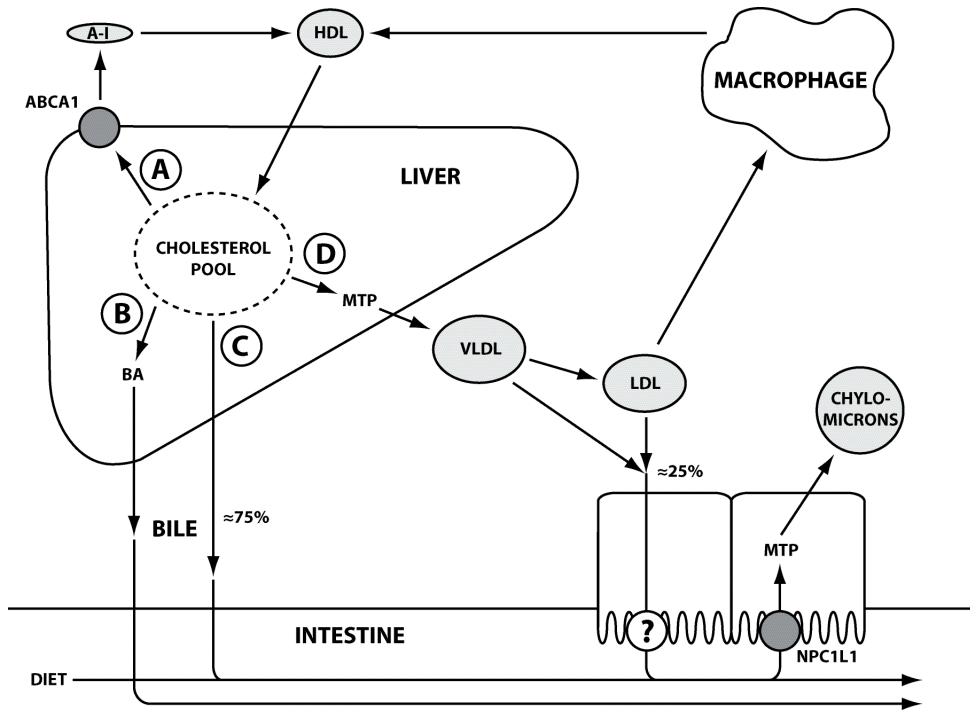 A-I
HDL
MACROPHAGE
ABCA1
A
LIVER
CHOLESTEROL
POOL
D
MTP
B
C
VLDL
BA
LDL
CHYLO-
MICRONS
≈25%
≈75%
BILE
MTP
INTESTINE
?
NPC1L1
DIET